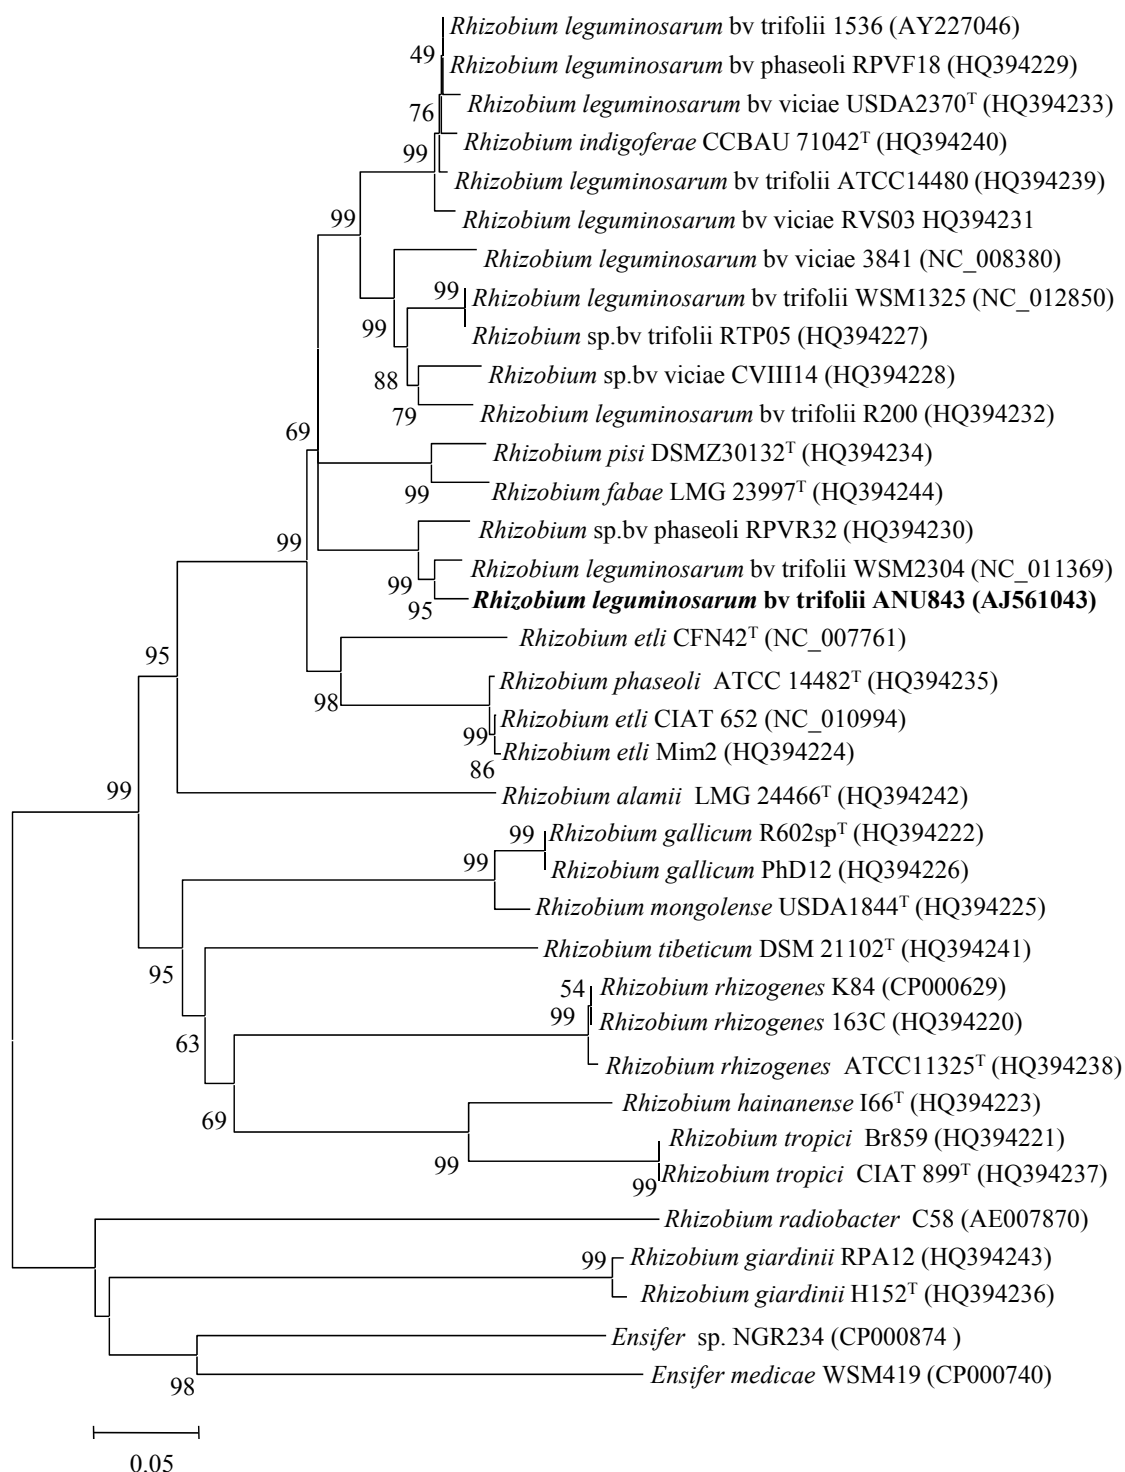 Rhizobium leguminosarum bv trifolii 1536 (AY227046)
49
Rhizobium leguminosarum bv phaseoli RPVF18 (HQ394229)
Rhizobium leguminosarum bv viciae USDA2370ᵀ (HQ394233)
76
Rhizobium indigoferae CCBAU 71042ᵀ (HQ394240)
99
Rhizobium leguminosarum bv trifolii ATCC14480 (HQ394239)
99
Rhizobium leguminosarum bv viciae RVS03 HQ394231
Rhizobium leguminosarum bv viciae 3841 (NC_008380)
99
Rhizobium leguminosarum bv trifolii WSM1325 (NC_012850)
99
Rhizobium sp.bv trifolii RTP05 (HQ394227)
Rhizobium sp.bv viciae CVIII14 (HQ394228)
88
79
Rhizobium leguminosarum bv trifolii R200 (HQ394232)
69
Rhizobium pisi DSMZ30132ᵀ (HQ394234)
99
Rhizobium fabae LMG 23997ᵀ (HQ394244)
Rhizobium sp.bv phaseoli RPVR32 (HQ394230)
99
Rhizobium leguminosarum bv trifolii WSM2304 (NC_011369)
99
95
Rhizobium leguminosarum bv trifolii ANU843 (AJ561043)
Rhizobium etli CFN42ᵀ (NC_007761)
95
Rhizobium phaseoli ATCC 14482ᵀ (HQ394235)
98
Rhizobium etli CIAT 652 (NC_010994)
99
Rhizobium etli Mim2 (HQ394224)
86
99
Rhizobium alamii LMG 24466ᵀ (HQ394242)
99
Rhizobium gallicum R602spᵀ (HQ394222)
99
Rhizobium gallicum PhD12 (HQ394226)
Rhizobium mongolense USDA1844ᵀ (HQ394225)
Rhizobium tibeticum DSM 21102ᵀ (HQ394241)
95
54
Rhizobium rhizogenes K84 (CP000629)
99
Rhizobium rhizogenes 163C (HQ394220)
63
Rhizobium rhizogenes ATCC11325ᵀ (HQ394238)
Rhizobium hainanense I66ᵀ (HQ394223)
69
Rhizobium tropici Br859 (HQ394221)
99
Rhizobium tropici CIAT 899ᵀ (HQ394237)
99
Rhizobium radiobacter C58 (AE007870)
99
Rhizobium giardinii RPA12 (HQ394243)
Rhizobium giardinii H152ᵀ (HQ394236)
Ensifer sp. NGR234 (CP000874 )
Ensifer medicae WSM419 (CP000740)
98
0.05